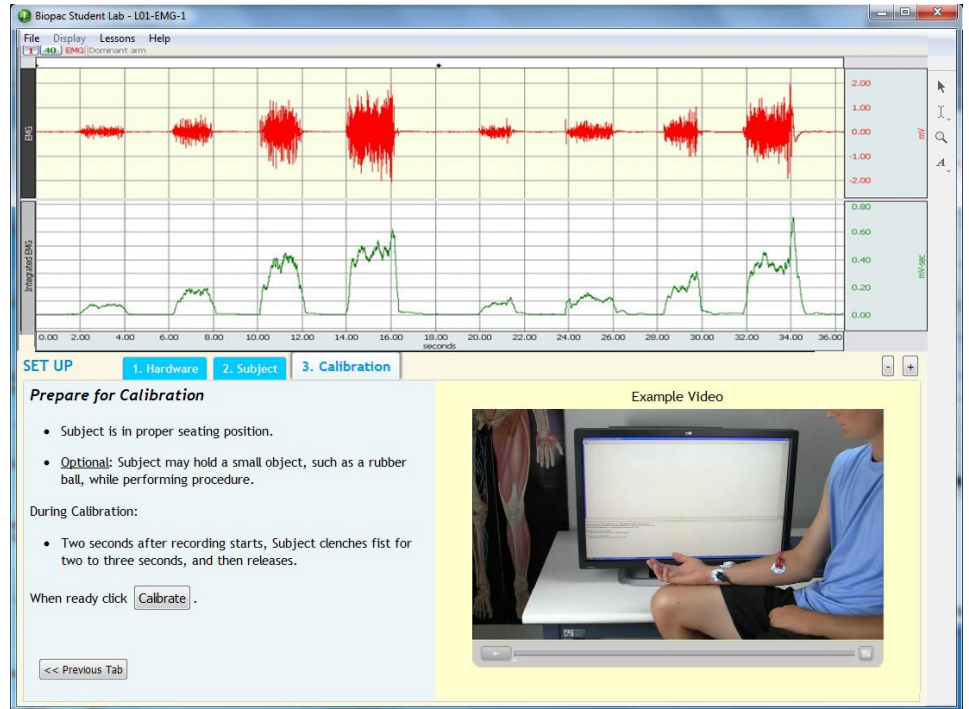 Biopac Student Lab - L01-EMG-1
File Display Lessons Help
1 40 EMG Dominant arm
EMG
2.00
1.00
0.00
-1.00
-2.00
mV
Integrated EMG
0.80
0.60
0.40
0.20
0.00
mV-sec
0.00 2.00 4.00 6.00 8.00 10.00 12.00 14.00 16.00 18.00 20.00 22.00 24.00 26.00 28.00 30.00 32.00 34.00 36.00
seconds
SET UP 1. Hardware 2. Subject 3. Calibration - +
Prepare for Calibration
• Subject is in proper seating position.
• Optional: Subject may hold a small object, such as a rubber
ball, while performing procedure.
During Calibration:
• Two seconds after recording starts, Subject clenches fist for
two to three seconds, and then releases.
When ready click Calibrate .
<< Previous Tab
Example Video